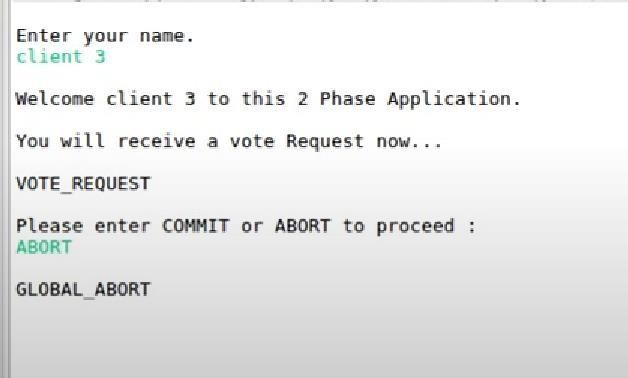 Enter your name.
client 3
Welcome client 3 to this 2 Phase Application.
You will receive a vote Request now...
VOTE_REQUEST
Please enter COMMIT or ABORT to proceed :
ABORT
GLOBAL_ABORT